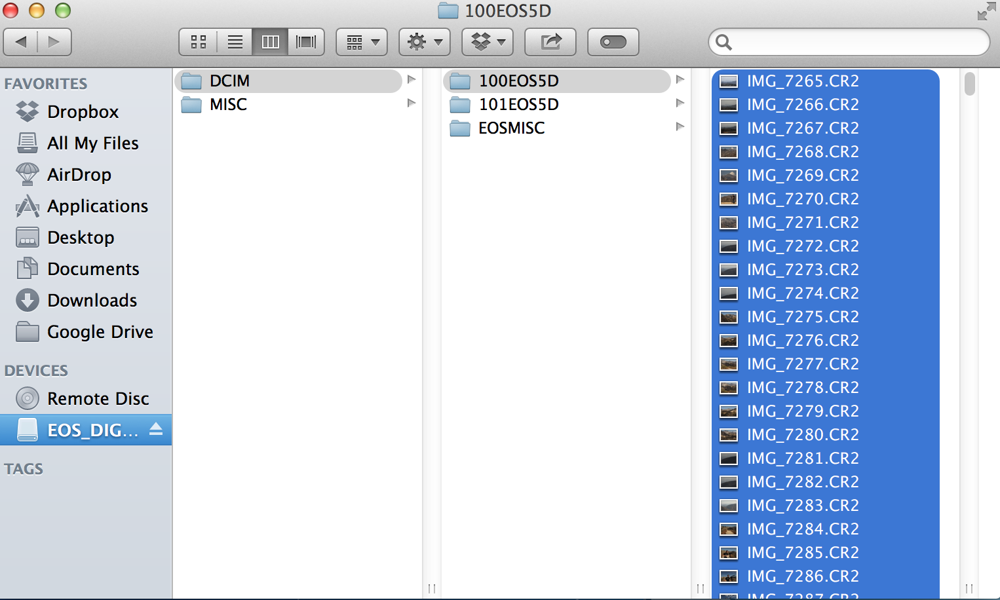 100EOS5D
FAVORITES
Dropbox
All My Files
AirDrop
Applications
Desktop
Documents
Downloads
Google Drive
DEVICES
Remote Disc
EOS_DIG...
TAGS
DCIM
MISC
100EOS5D
101EOS5D
EOSMISC
IMG_7265.CR2
IMG_7266.CR2
IMG_7267.CR2
IMG_7268.CR2
IMG_7269.CR2
IMG_7270.CR2
IMG_7271.CR2
IMG_7272.CR2
IMG_7273.CR2
IMG_7274.CR2
IMG_7275.CR2
IMG_7276.CR2
IMG_7277.CR2
IMG_7278.CR2
IMG_7279.CR2
IMG_7280.CR2
IMG_7281.CR2
IMG_7282.CR2
IMG_7283.CR2
IMG_7284.CR2
IMG_7285.CR2
IMG_7286.CR2
IMG_7287.CR2